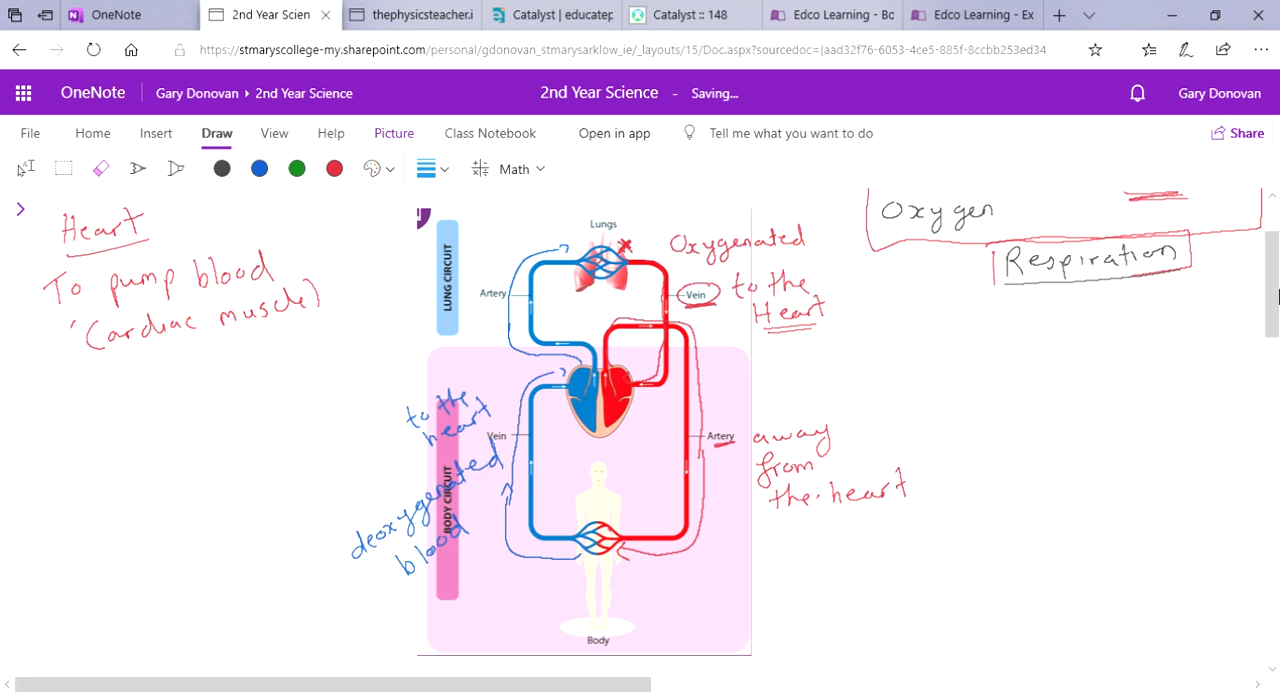 OneNote
2nd Year Scien
thephysicsteacher.i
Catalyst | educatep
Catalyst :: 148
Edco Learning - Bo
Edco Learning - Ex
https://stmaryscollege-my.sharepoint.com/personal/gdonovan_stmarysarklow_ie/_layouts/15/Doc.aspx?sourcedoc={aad32f76-6053-4ce5-885f-8ccbb253ed34
OneNote
Gary Donovan › 2nd Year Science
2nd Year Science - Saving...
Gary Donovan
File Home Insert Draw View Help Picture Class Notebook Open in app Tell me what you want to do Share
Math
Heart
To pump blood
(Cardiac muscle)
LUNG CIRCUIT
Lungs
Artery
Vein
Oxygenated
to the
Heart
Oxygen
Respiration
to the
heart
Vein
deoxygenated
blood
BODY CIRCUIT
Artery
away
from
the heart
Body